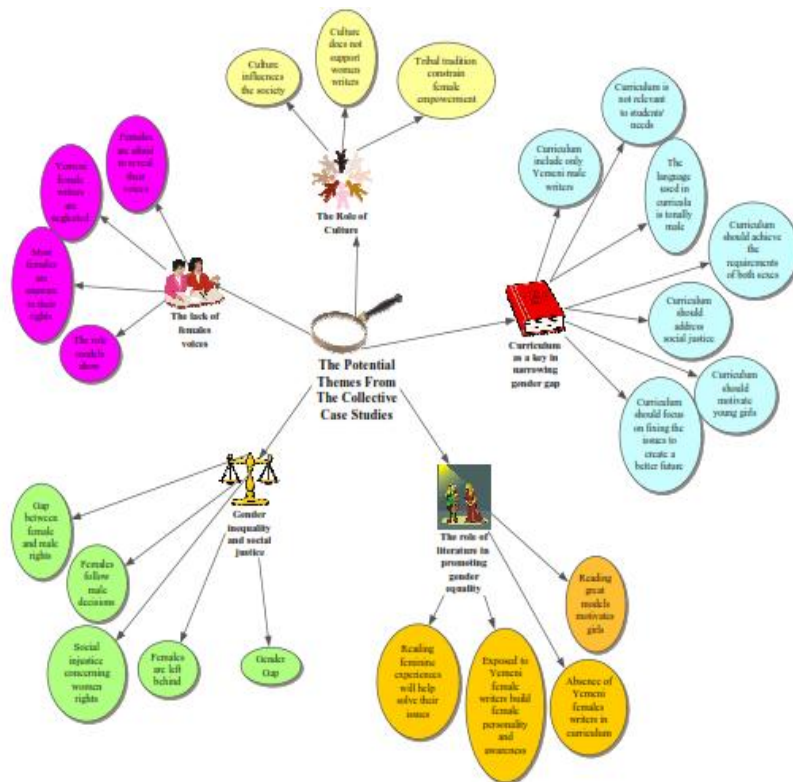 Culture
does not
support
women
writers
Culture
influences
the society
Tribal tradition
constrain
female
empowerment
The Role of
Culture
Females
are afraid
to reveal
their
voices
Yemeni
female
writers
are
neglected
Most
females
are
unaware
to their
rights
The role
models
The lack of
females
voices
Curriculum is
not relevant
to students'
needs
Curriculum
include only
Yemeni male
writers
The
language
used in
curricula
is tonally
male
Curriculum
should achieve
the
requirements
of both sexes
Curriculum
should
address
social justice
Curriculum
should
motivate
young girls
Curriculum
should focus
on fixing the
issues to
create a
better future
Curriculum
as a key in
narrowing
gender gap
The Potential
Themes From
The Collective
Case Studies
Gender
inequality
and social
justice
Gap
between
female
and male
rights
Females
follow
male
decisions
Social
injustice
concerning
women
rights
Females
are left
behind
Gender
Gap
The role of
literature in
promoting
gender
equality
Reading
great
models
motivates
girls
Reading
feminine
experiences
will help
solve their
issues
Exposed to
Yemeni
female
writers build
female
personality
and
awareness
Absence of
Yemeni
females
writers in
curriculum